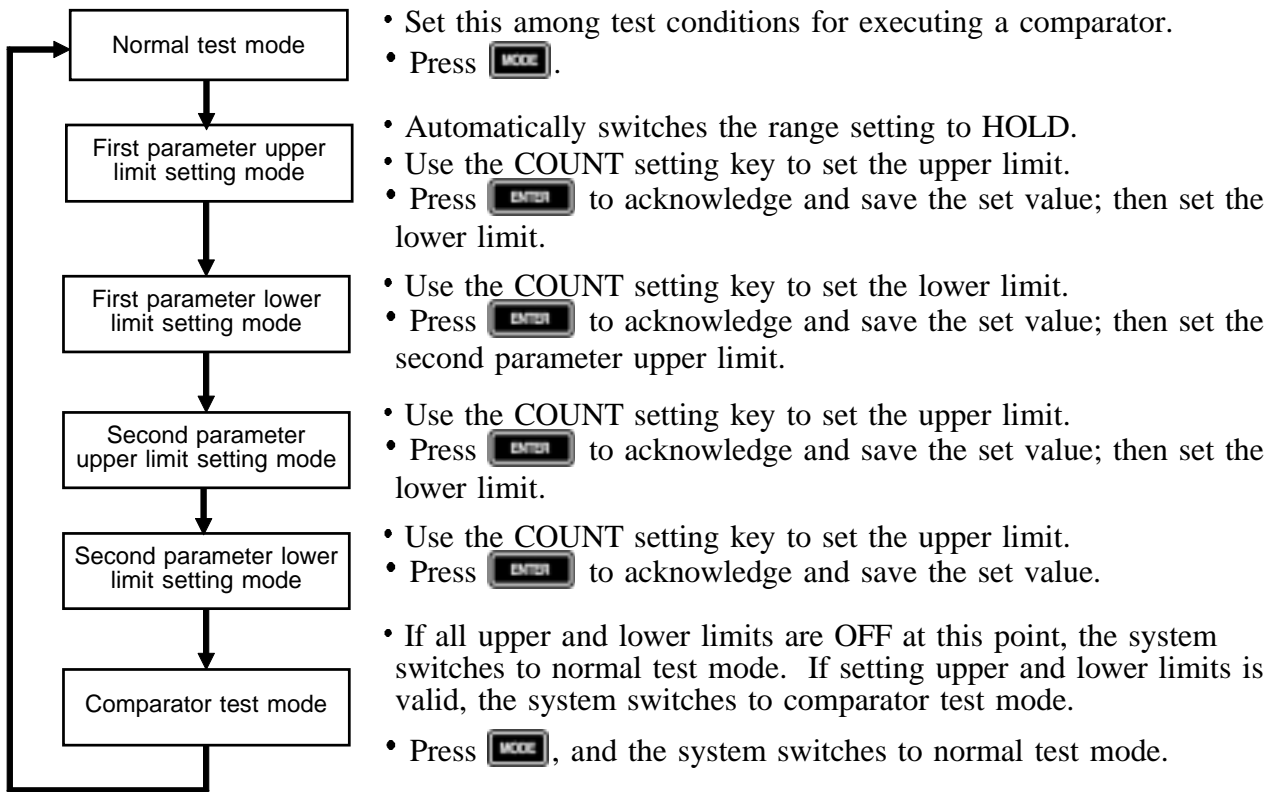 Normal test mode
• Set this among test conditions for executing a comparator.
• Press MODE.
First parameter upper
limit setting mode
• Automatically switches the range setting to HOLD.
• Use the COUNT setting key to set the upper limit.
• Press ENTER to acknowledge and save the set value; then set the
lower limit.
First parameter lower
limit setting mode
• Use the COUNT setting key to set the lower limit.
• Press ENTER to acknowledge and save the set value; then set the
second parameter upper limit.
Second parameter
upper limit setting mode
• Use the COUNT setting key to set the upper limit.
• Press ENTER to acknowledge and save the set value; then set the
lower limit.
Second parameter lower
limit setting mode
• Use the COUNT setting key to set the upper limit.
• Press ENTER to acknowledge and save the set value.
Comparator test mode
• If all upper and lower limits are OFF at this point, the system
switches to normal test mode. If setting upper and lower limits is
valid, the system switches to comparator test mode.
• Press MODE, and the system switches to normal test mode.